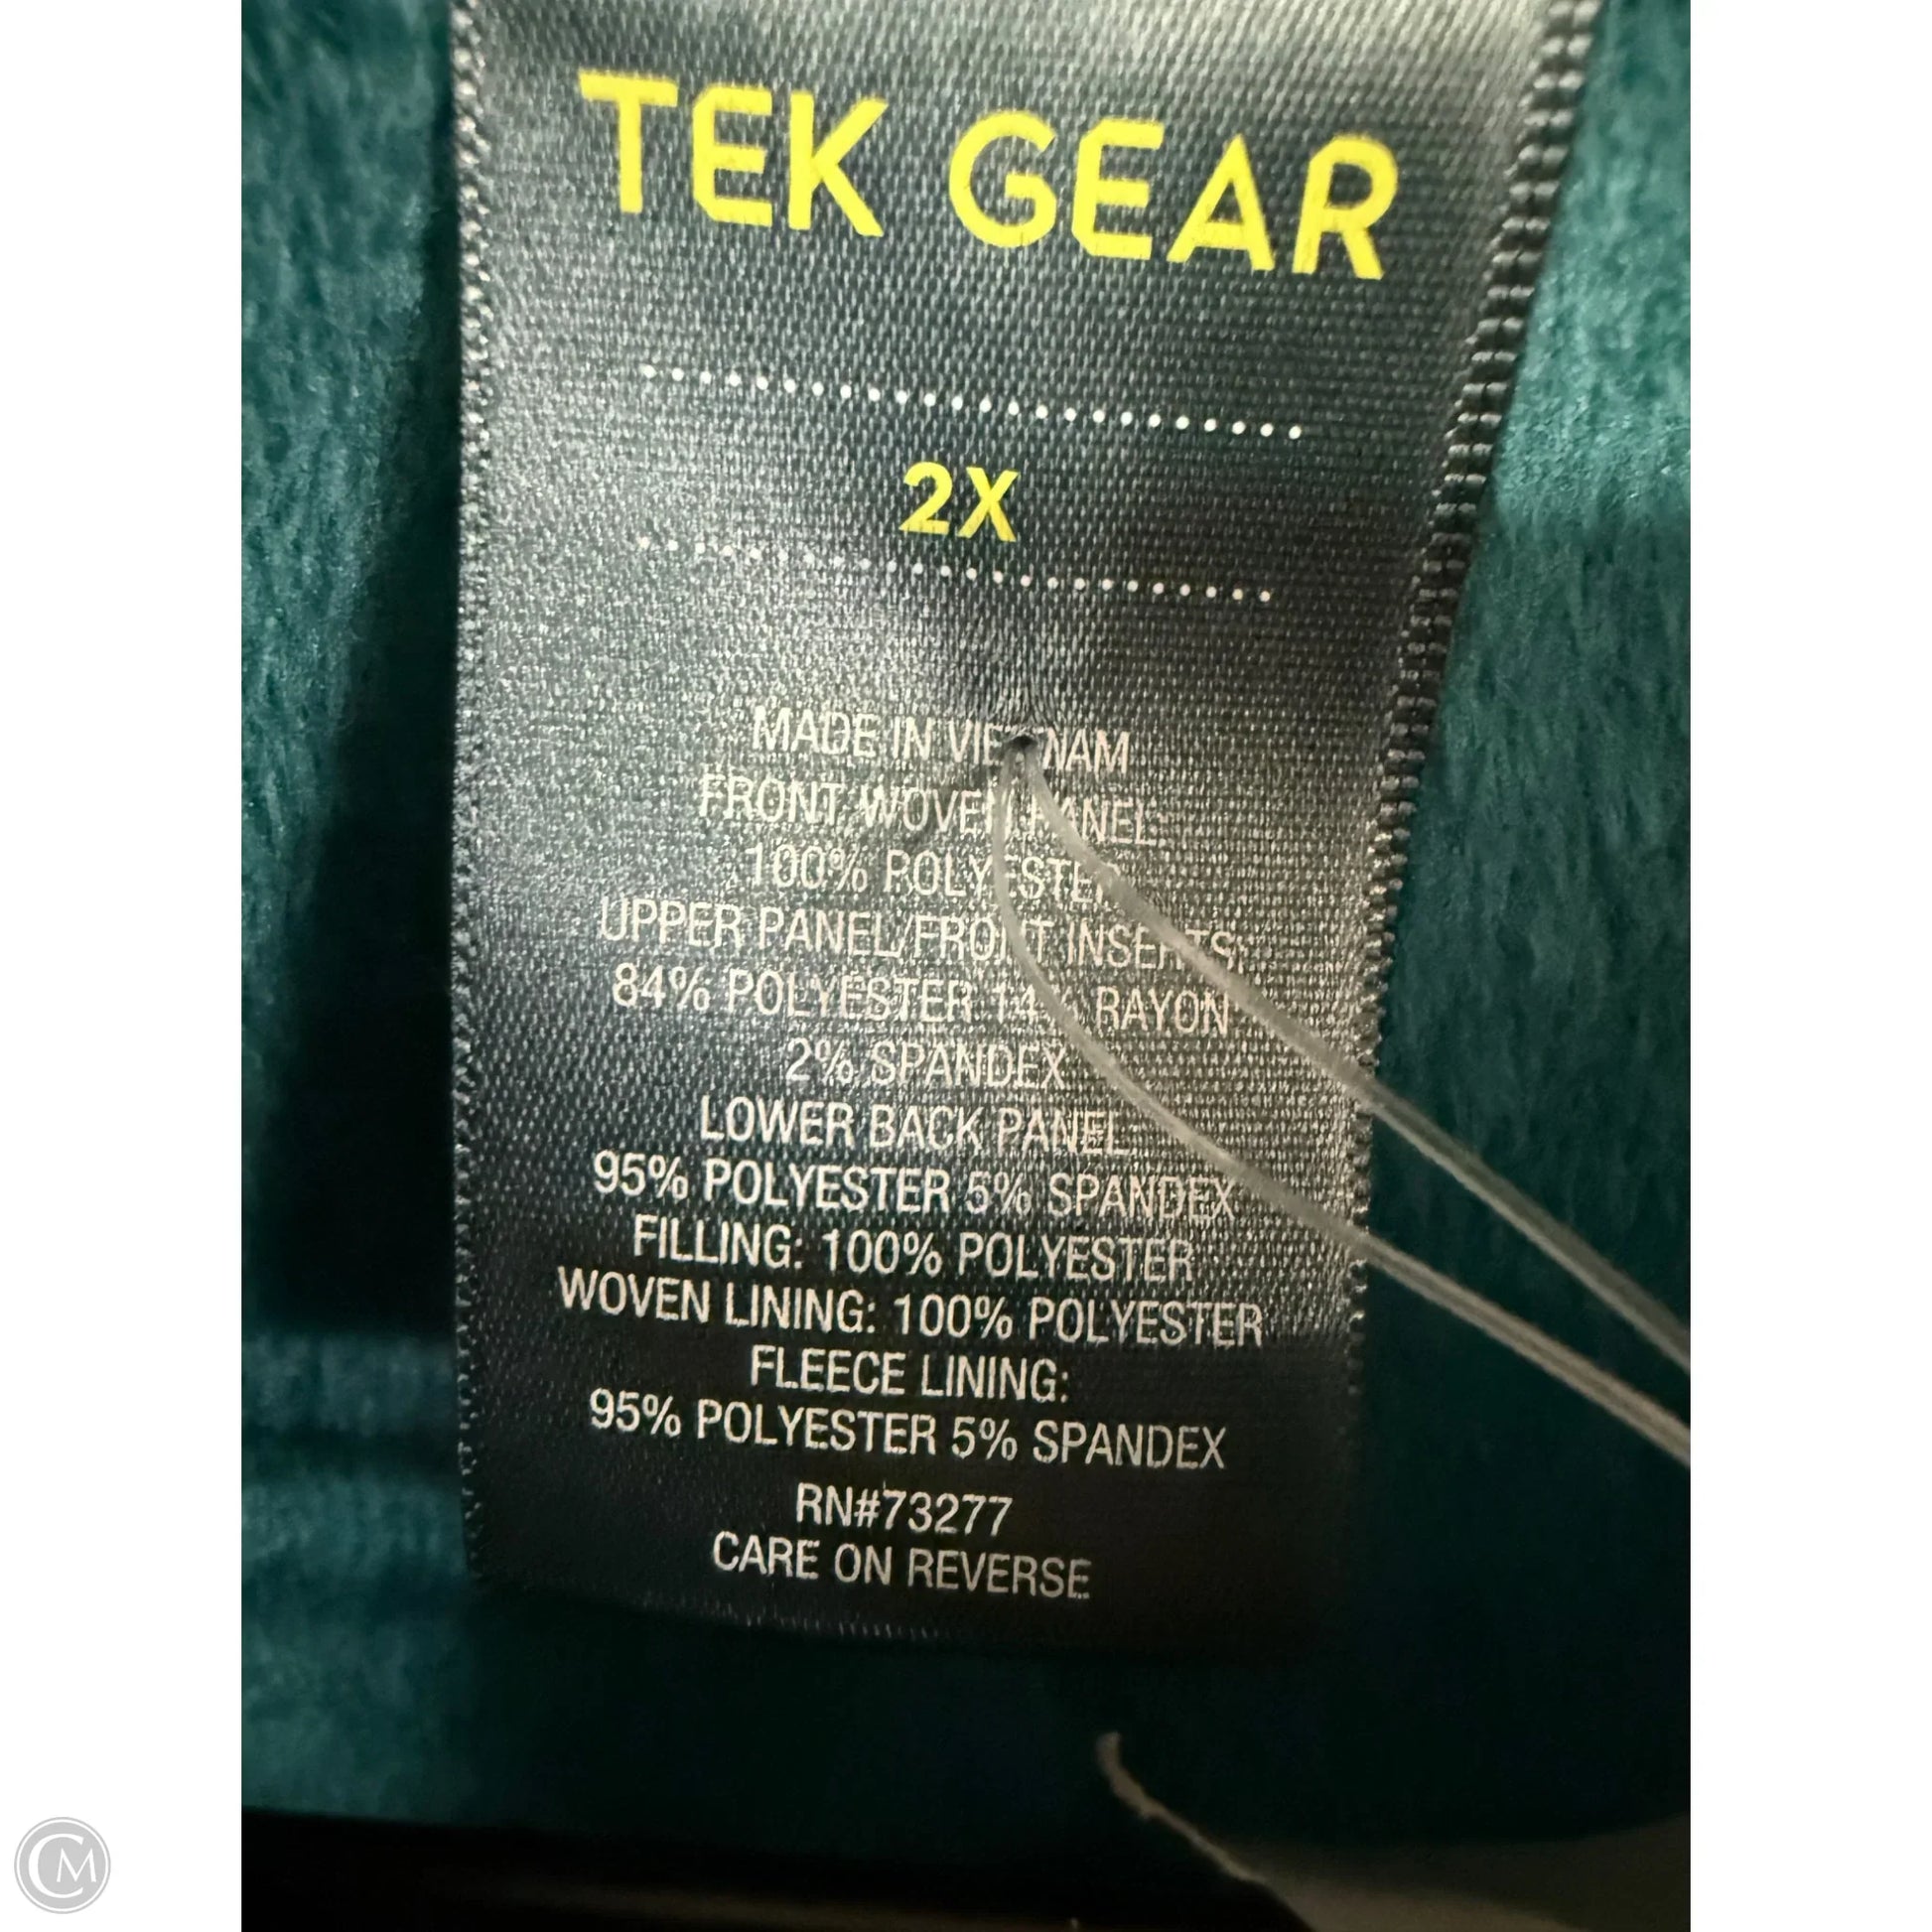 TEK GEAR
2X
MADE IN VIETNAM
FRONT WOVEN PANEL:
100% POLYESTER
UPPER PANEL/FRONT INSERTS:
84% POLYESTER 14% RAYON
2% SPANDEX
LOWER BACK PANEL:
95% POLYESTER 5% SPANDEX
FILLING: 100% POLYESTER
WOVEN LINING: 100% POLYESTER
FLEECE LINING:
95% POLYESTER 5% SPANDEX
RN#73277
CARE ON REVERSE
CM